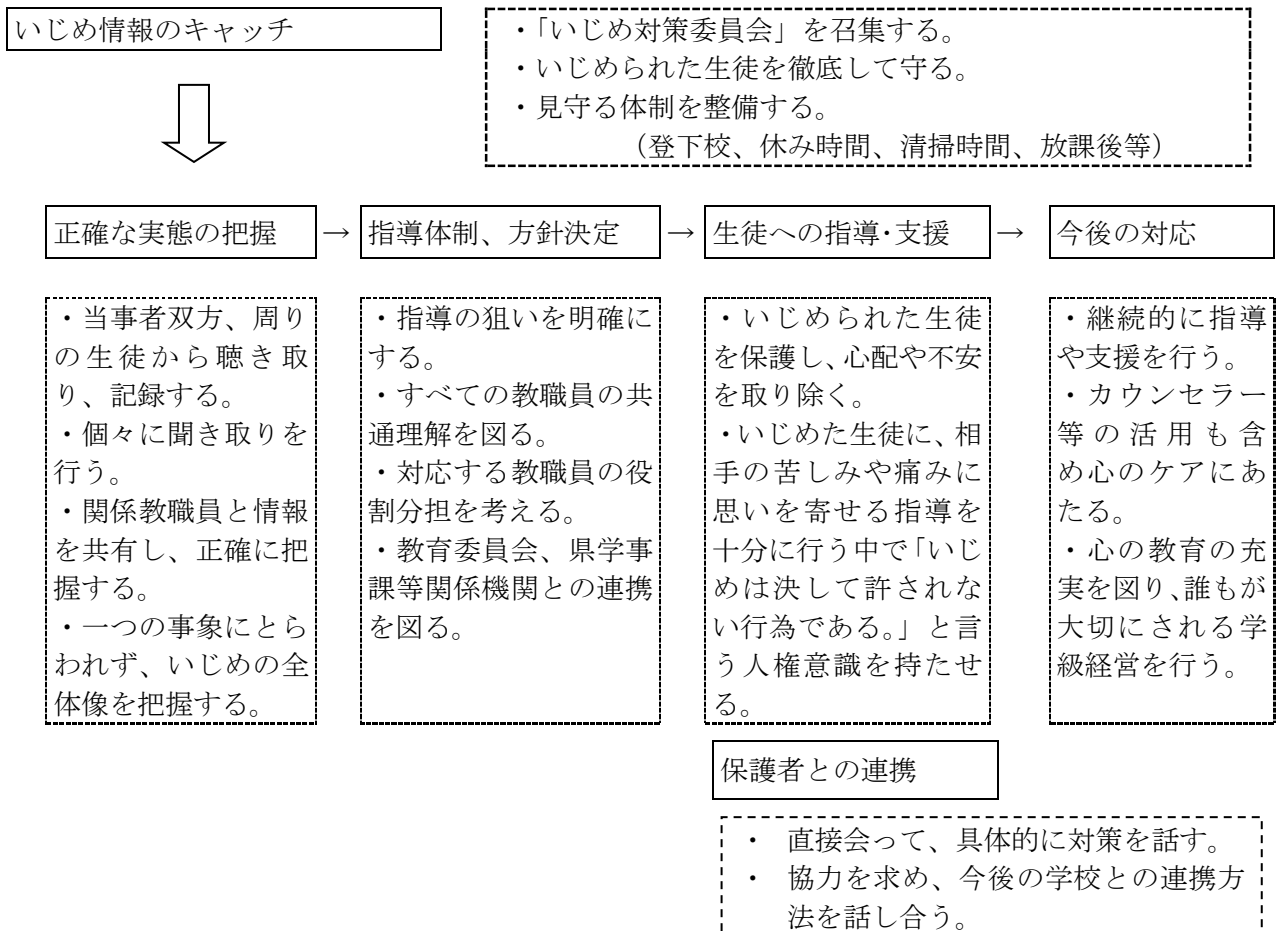 いじめ情報のキャッチ
・「いじめ対策委員会」を召集する。
・いじめられた生徒を徹底して守る。
・見守る体制を整備する。
(登下校、休み時間、清掃時間、放課後等)
正確な実態の把握 → 指導体制、方針決定 → 生徒への指導・支援 → 今後の対応
・当事者双方、周り
の生徒から聴き取
り、記録する。
・個々に聞き取りを
行う。
・関係教職員と情報
を共有し、正確に把
握する。
・一つの事象にとら
われず、いじめの全
体像を把握する。
・指導の狙いを明確に
する。
・すべての教職員の共
通理解を図る。
・対応する教職員の役
割分担を考える。
・教育委員会、県学事
課等関係機関との連携
を図る。
・いじめられた生徒
を保護し、心配や不安
を取り除く。
・いじめた生徒に、相
手の苦しみや痛みに
思いを寄せる指導を
十分に行う中で「いじ
めは決して許されな
い行為である。」と言
う人権意識を持たせ
る。
・継続的に指導
や支援を行う。
・カウンセラー
等の活用も含
め心のケアにあ
たる。
・心の教育の充
実を図り、誰もが
大切にされる学
級経営を行う。
保護者との連携
・ 直接会って、具体的に対策を話す。
・ 協力を求め、今後の学校との連携方
法を話し合う。